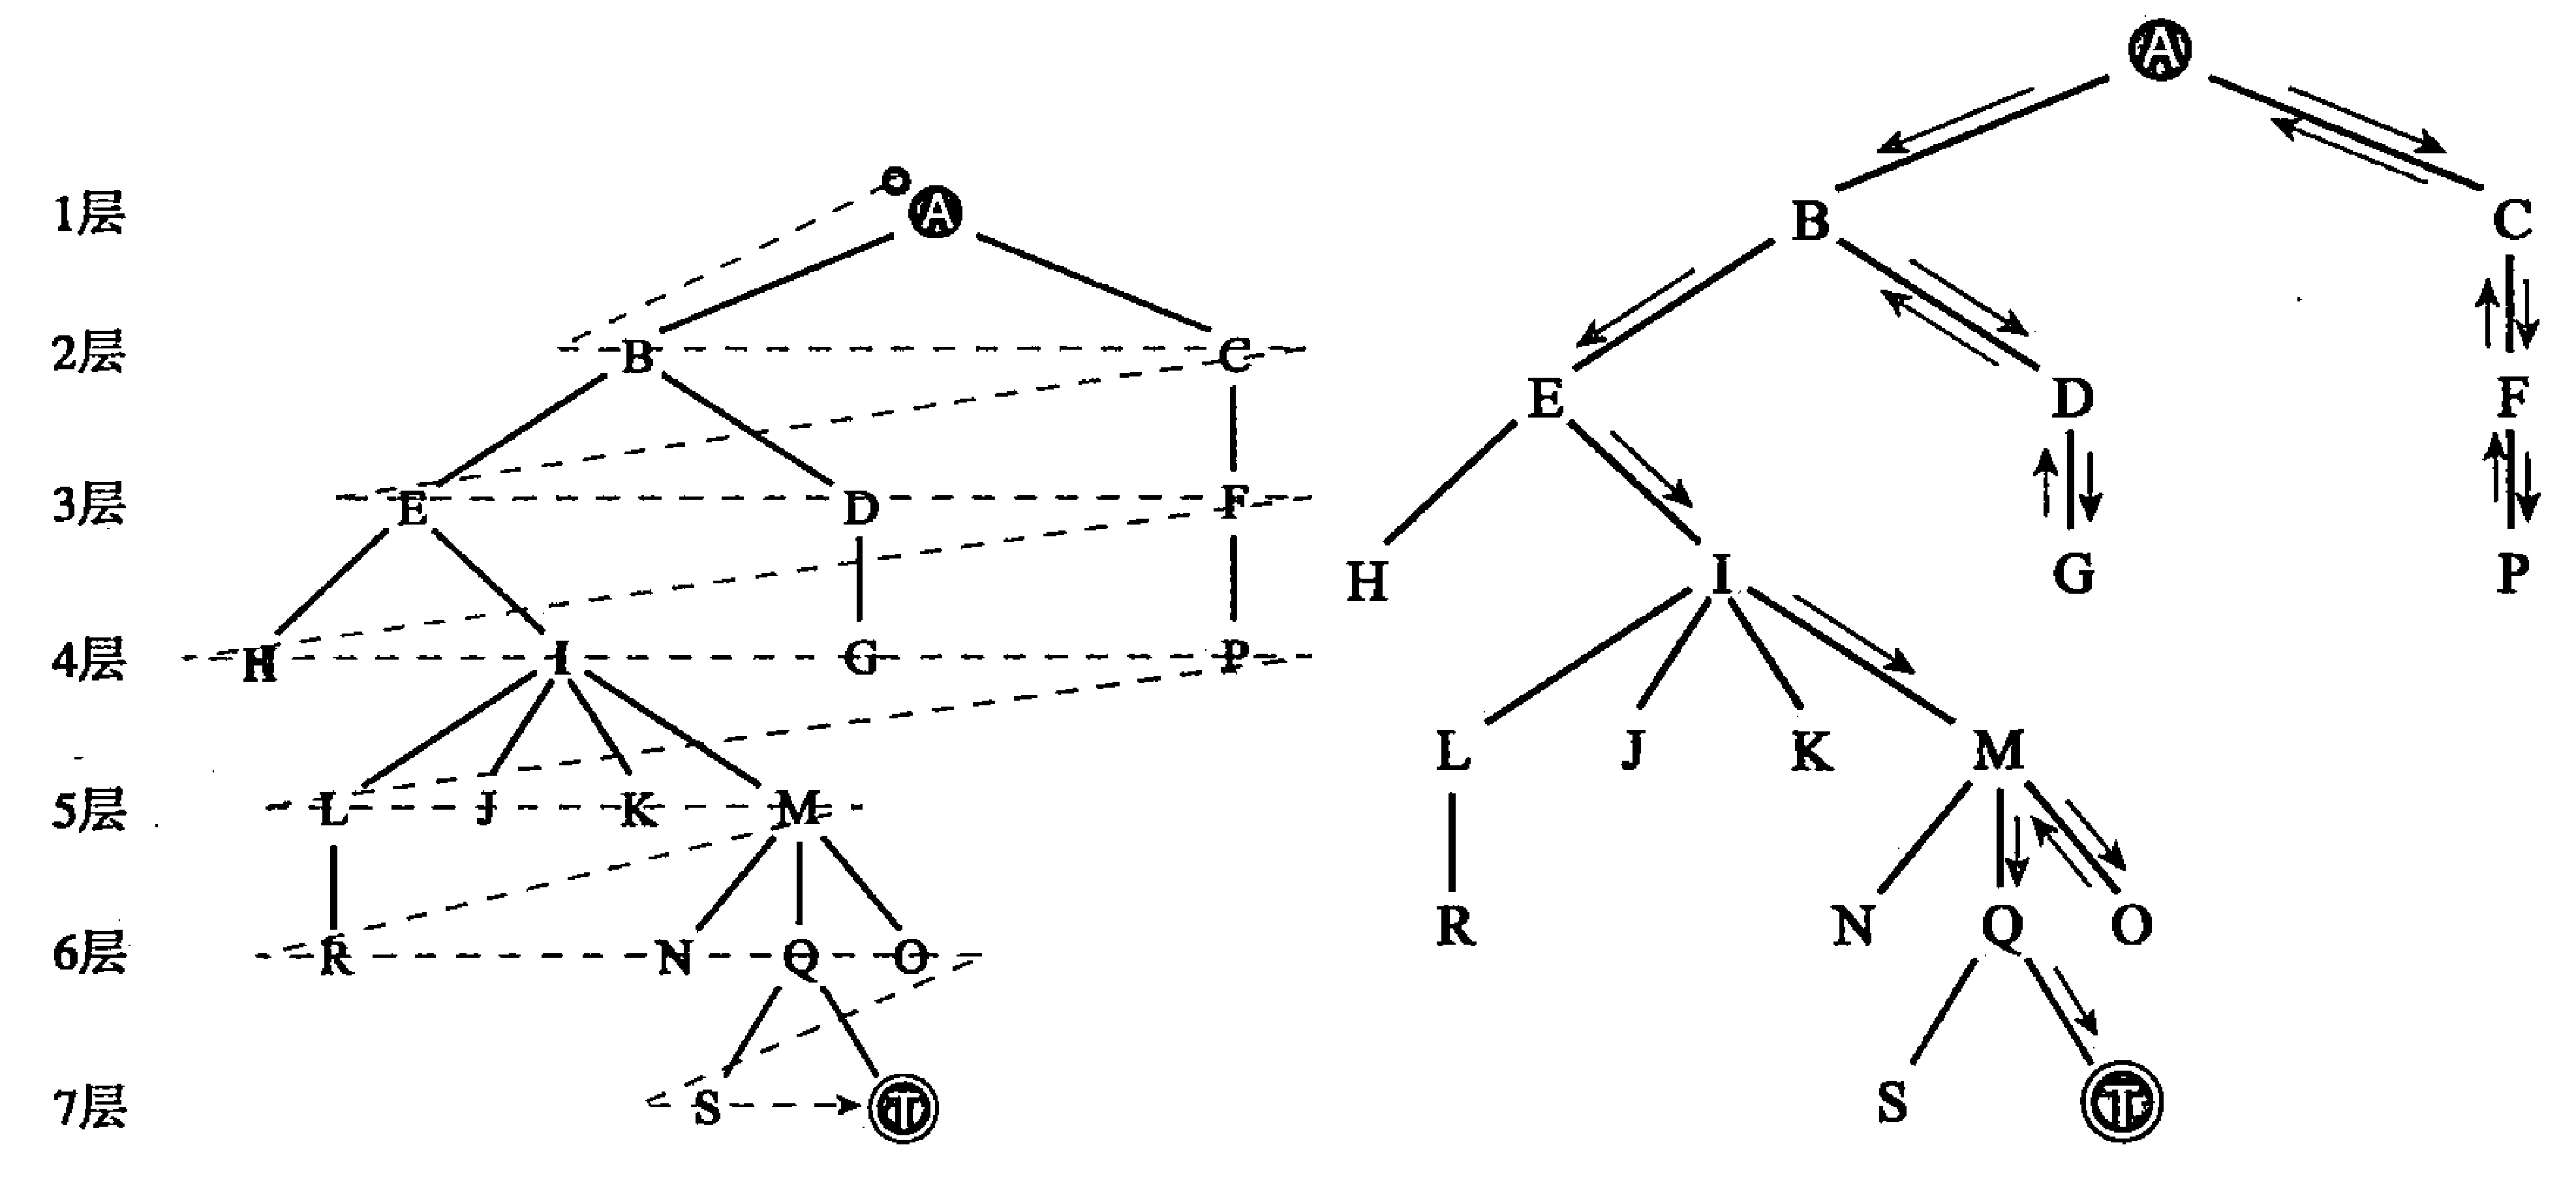 A
1层 A
B C
2层 B C
E D F
3层 E D F
H I G P
4层 H I G P
L J K M
5层 L J K M
R N Q O
6层 R N Q O
S T
7层 S T